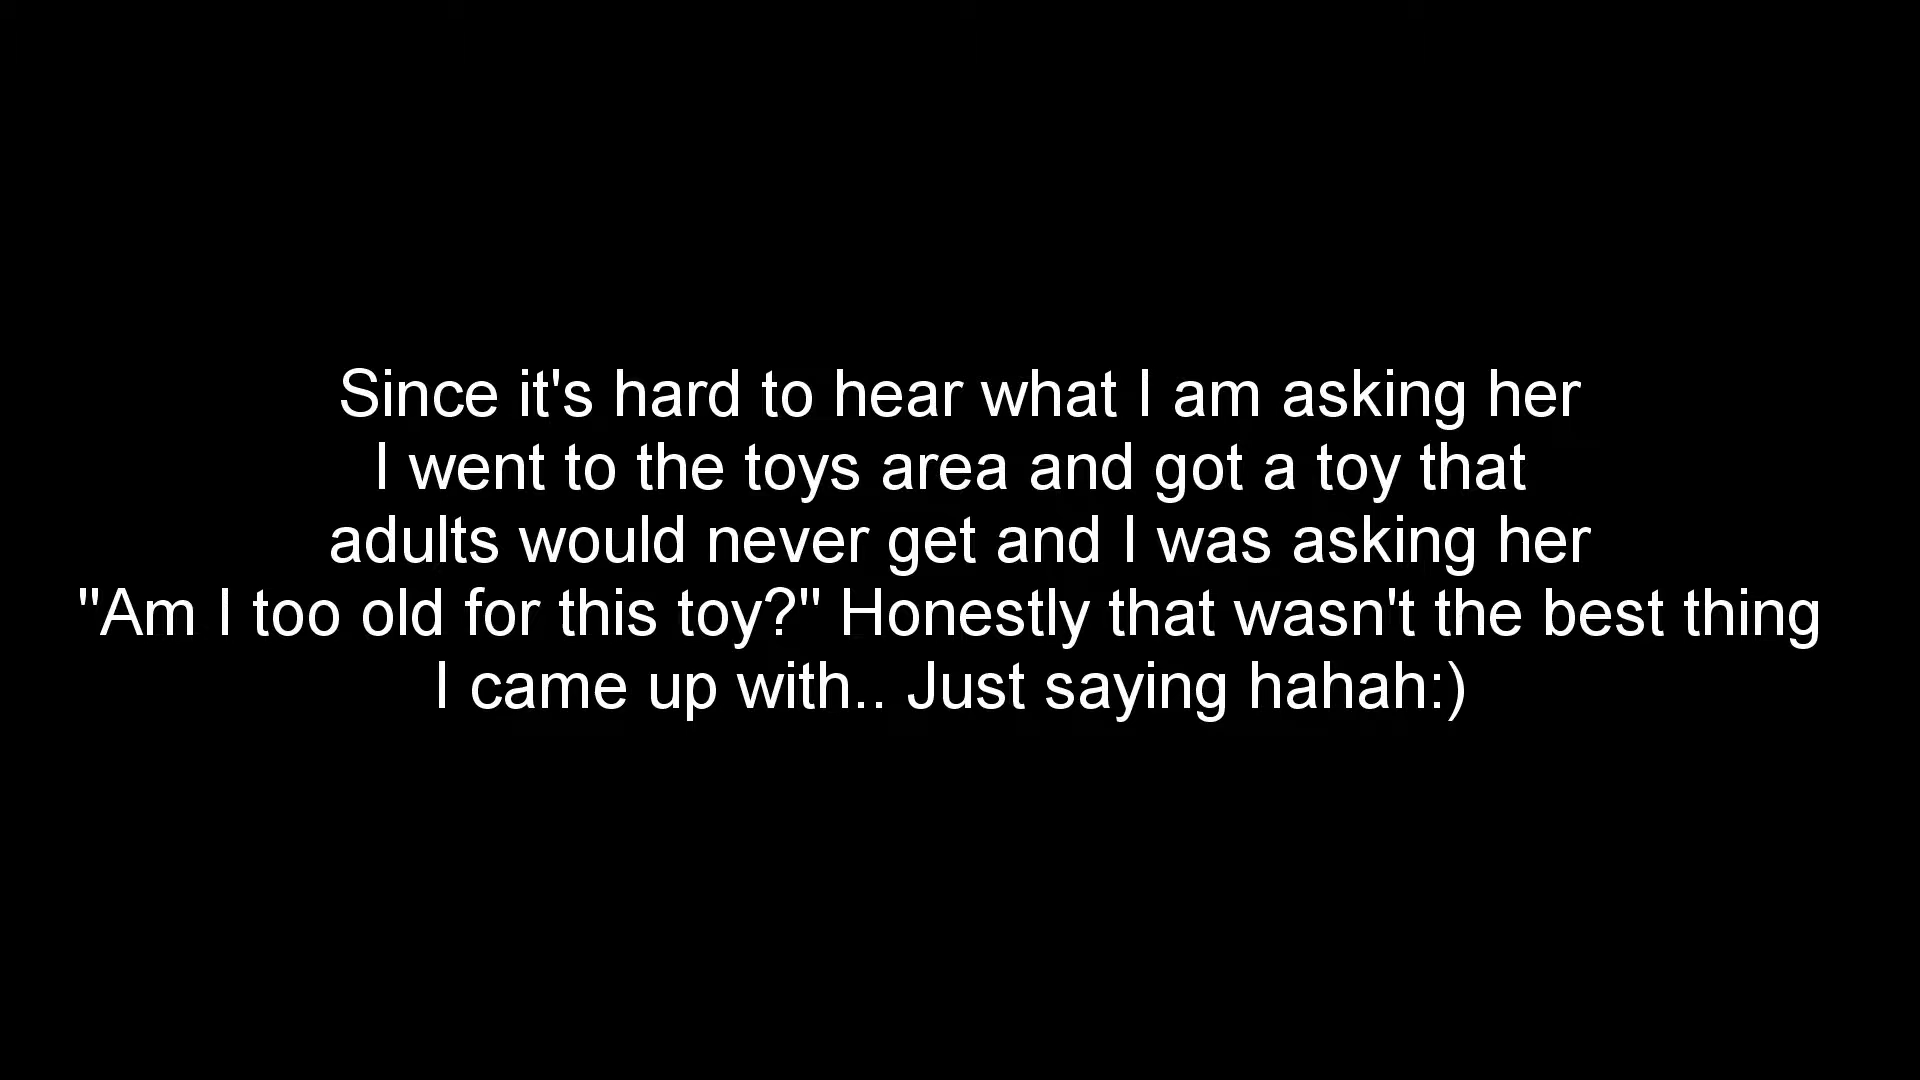 Since it's hard to hear what I am asking her
I went to the toys area and got a toy that
adults would never get and I was asking her
"Am I too old for this toy?" Honestly that wasn't the best thing
I came up with.. Just saying hahah:)